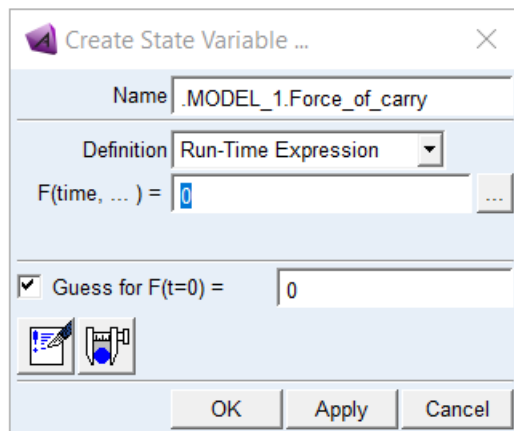 Create State Variable ...
Name .MODEL_1.Force_of_carry
Definition Run-Time Expression
F(time, ... ) = 0 ...
Guess for F(t=0) = 0
OK Apply Cancel